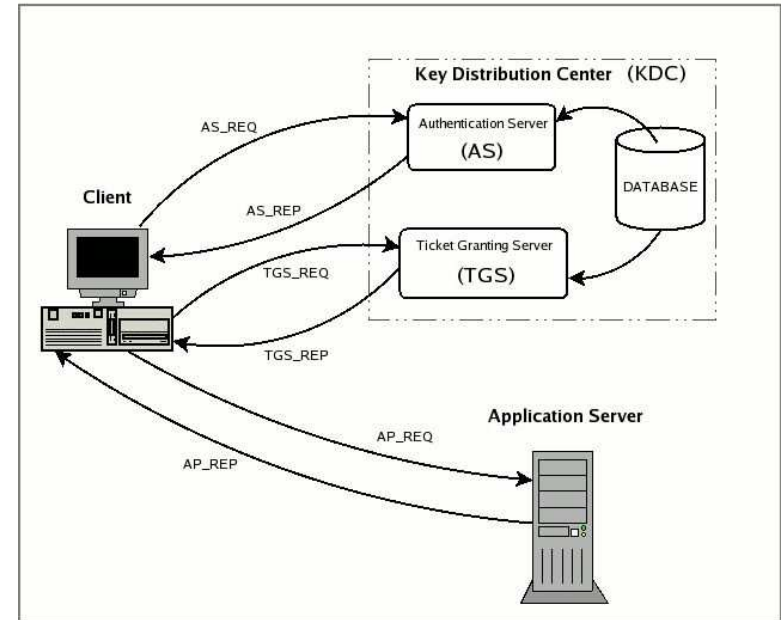 Key Distribution Center (KDC)
AS_REQ
Authentication Server
(AS)
DATABASE
Client
AS_REP
Ticket Granting Server
(TGS)
TGS_REQ
TGS_REP
Application Server
AP_REQ
AP_REP